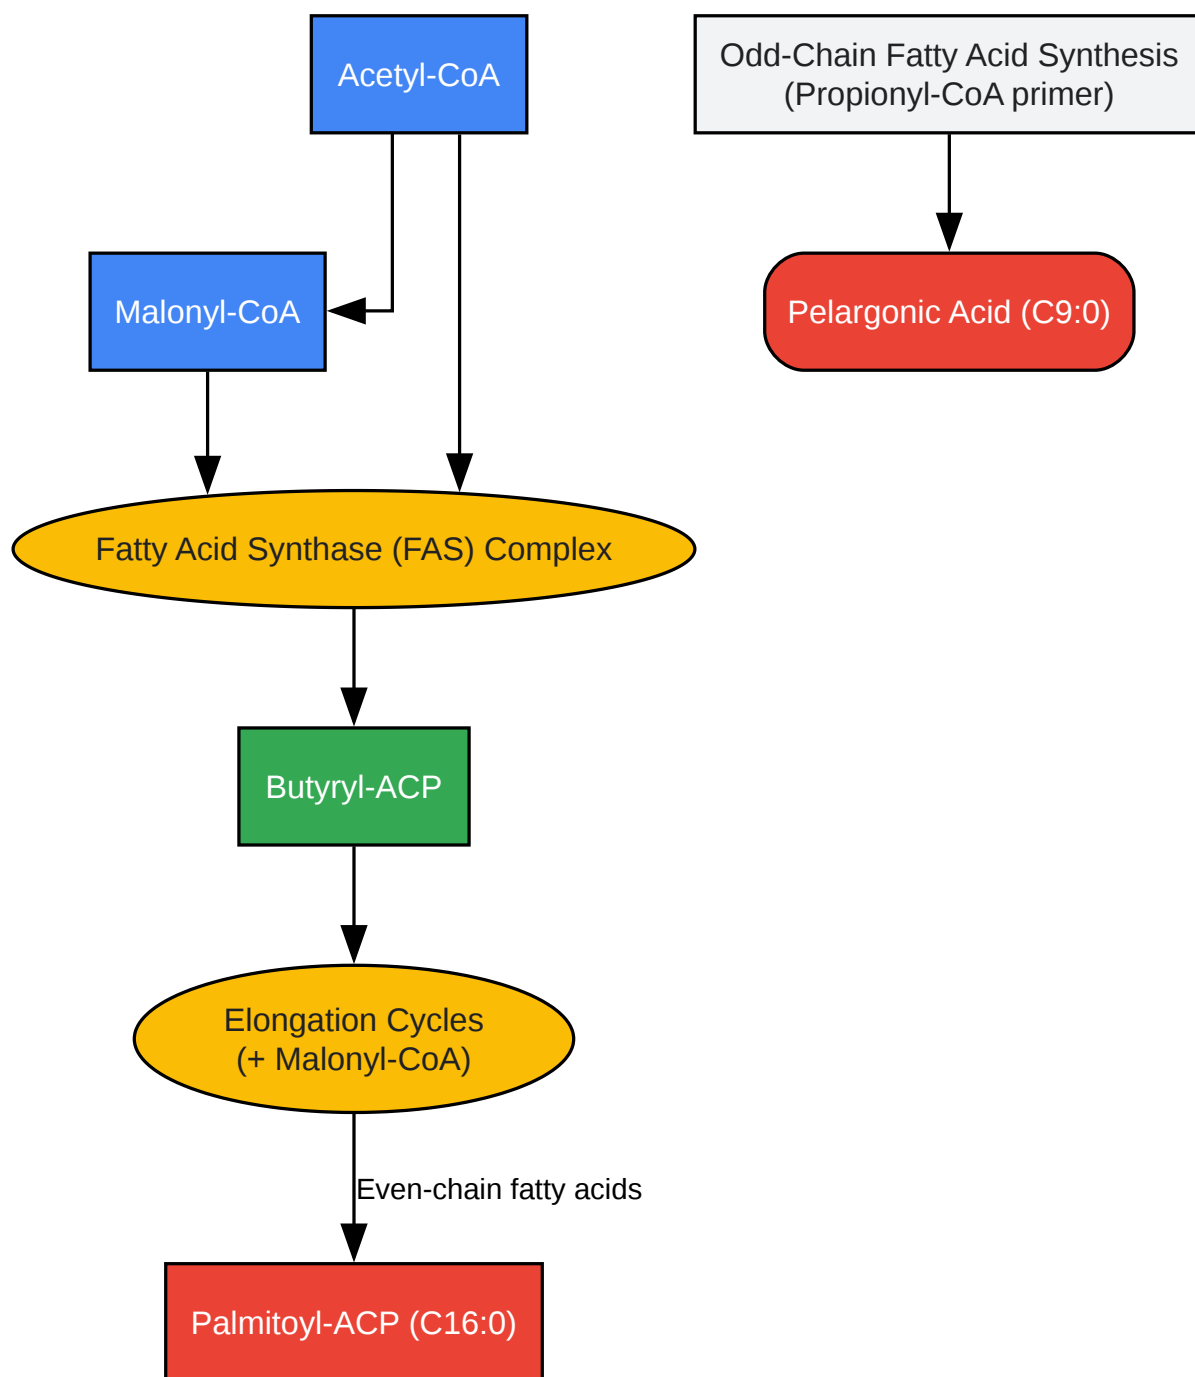 Acetyl-CoA
Odd-Chain Fatty Acid Synthesis
(Propionyl-CoA primer)
Malonyl-CoA
Pelargonic Acid (C9:0)
Fatty Acid Synthase (FAS) Complex
Butyryl-ACP
Elongation Cycles
(+ Malonyl-CoA)
Even-chain fatty acids
Palmitoyl-ACP (C16:0)